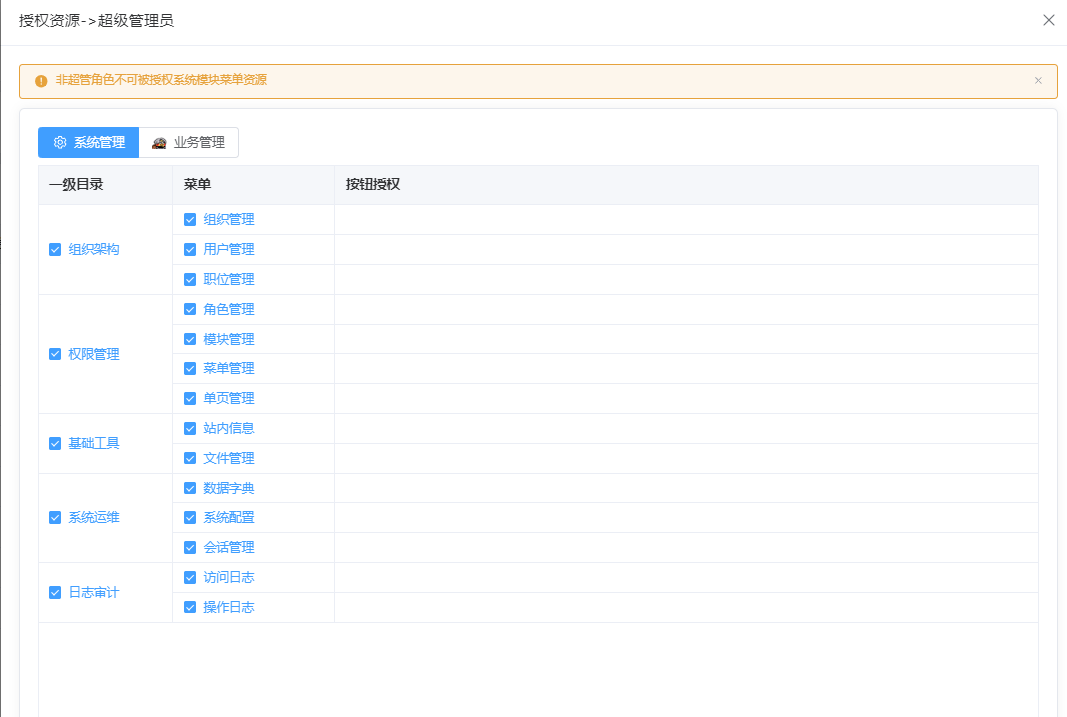 授权资源->超级管理员
非超管角色不可被授权系统模块菜单资源
系统管理 业务管理
一级目录 菜单 按钮授权
组织架构
组织管理
用户管理
职位管理
权限管理
角色管理
模块管理
菜单管理
单页管理
基础工具
站内信息
文件管理
系统运维
数据字典
系统配置
会话管理
日志审计
访问日志
操作日志